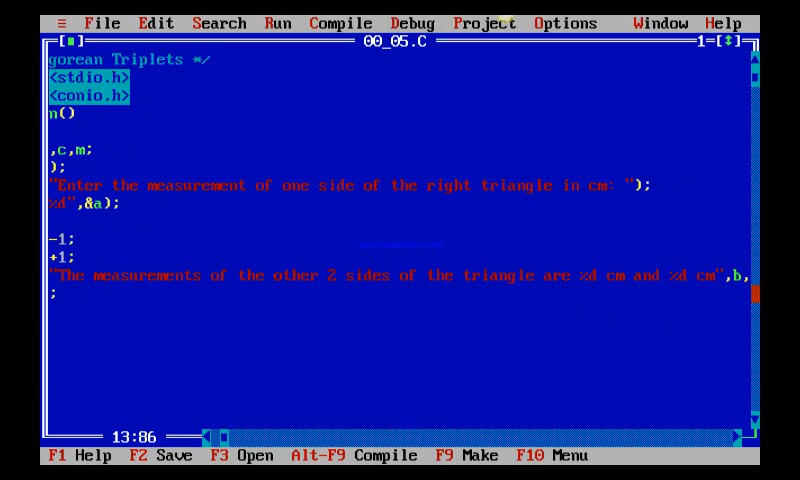 ≡ File Edit Search Run Compile Debug Project Options Window Help
[■] 00_05.C 1=[↕]
gorean Triplets */
<stdio.h>
<conio.h>
n()
,c,m;
);
"Enter the measurement of one side of the right triangle in cm: ");
%d",&a);
-1;
+1;
"The measurements of the other 2 sides of the triangle are %d cm and %d cm",b,
;
13:86
F1 Help F2 Save F3 Open Alt-F9 Compile F9 Make F10 Menu